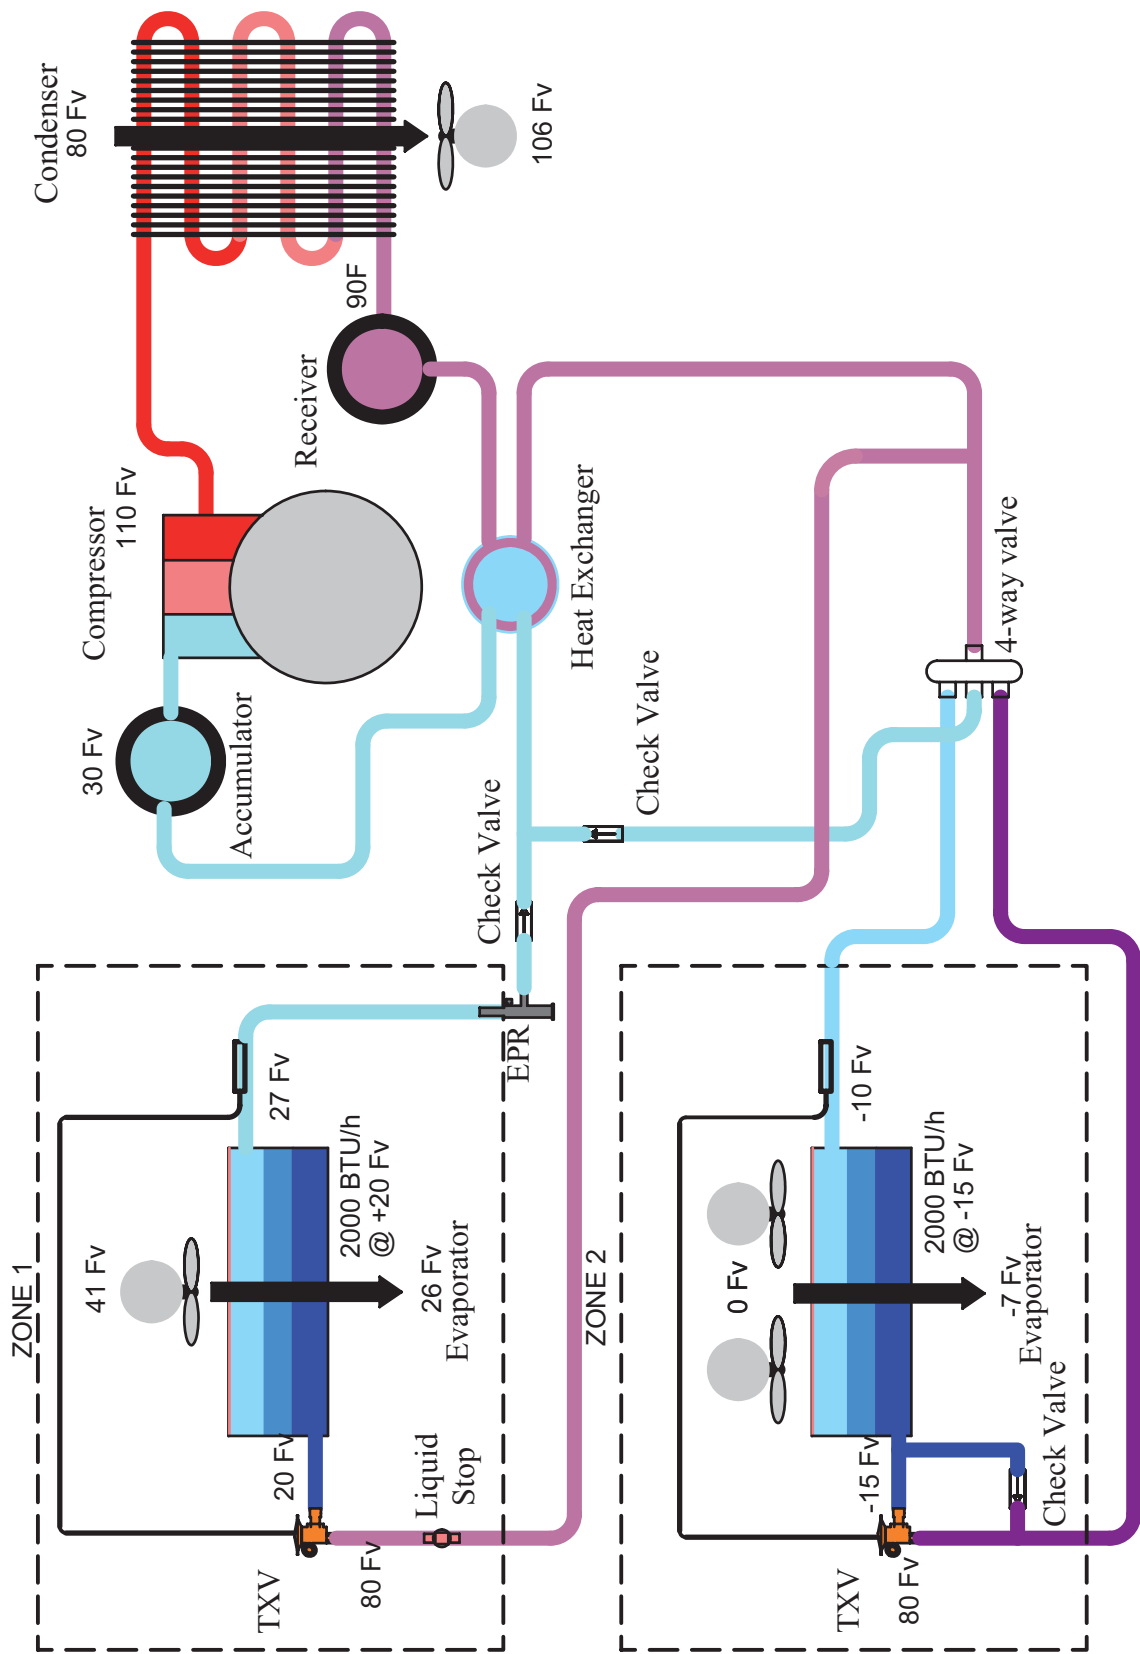 ZONE 1
41 Fv
27 Fv
2000 BTU/h
@ +20 Fv
26 Fv
Evaporator
20 Fv
TXV
80 Fv
Liquid
Stop
EPR
Check Valve
30 Fv
Accumulator
Compressor
110 Fv
Receiver
90F
Condenser
80 Fv
106 Fv
Heat Exchanger
Check Valve
4-way valve
ZONE 2
0 Fv
-10 Fv
2000 BTU/h
@ -15 Fv
-7 Fv
Evaporator
-15 Fv
TXV
80 Fv
Check Valve